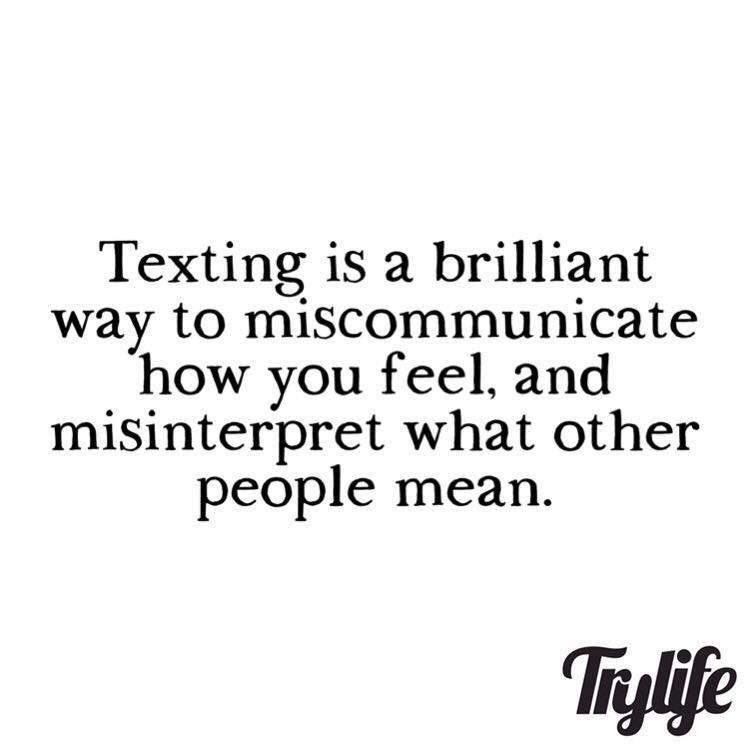 Texting is a brilliant
way to miscommunicate
how you feel, and
misinterpret what other
people mean.
Trylife